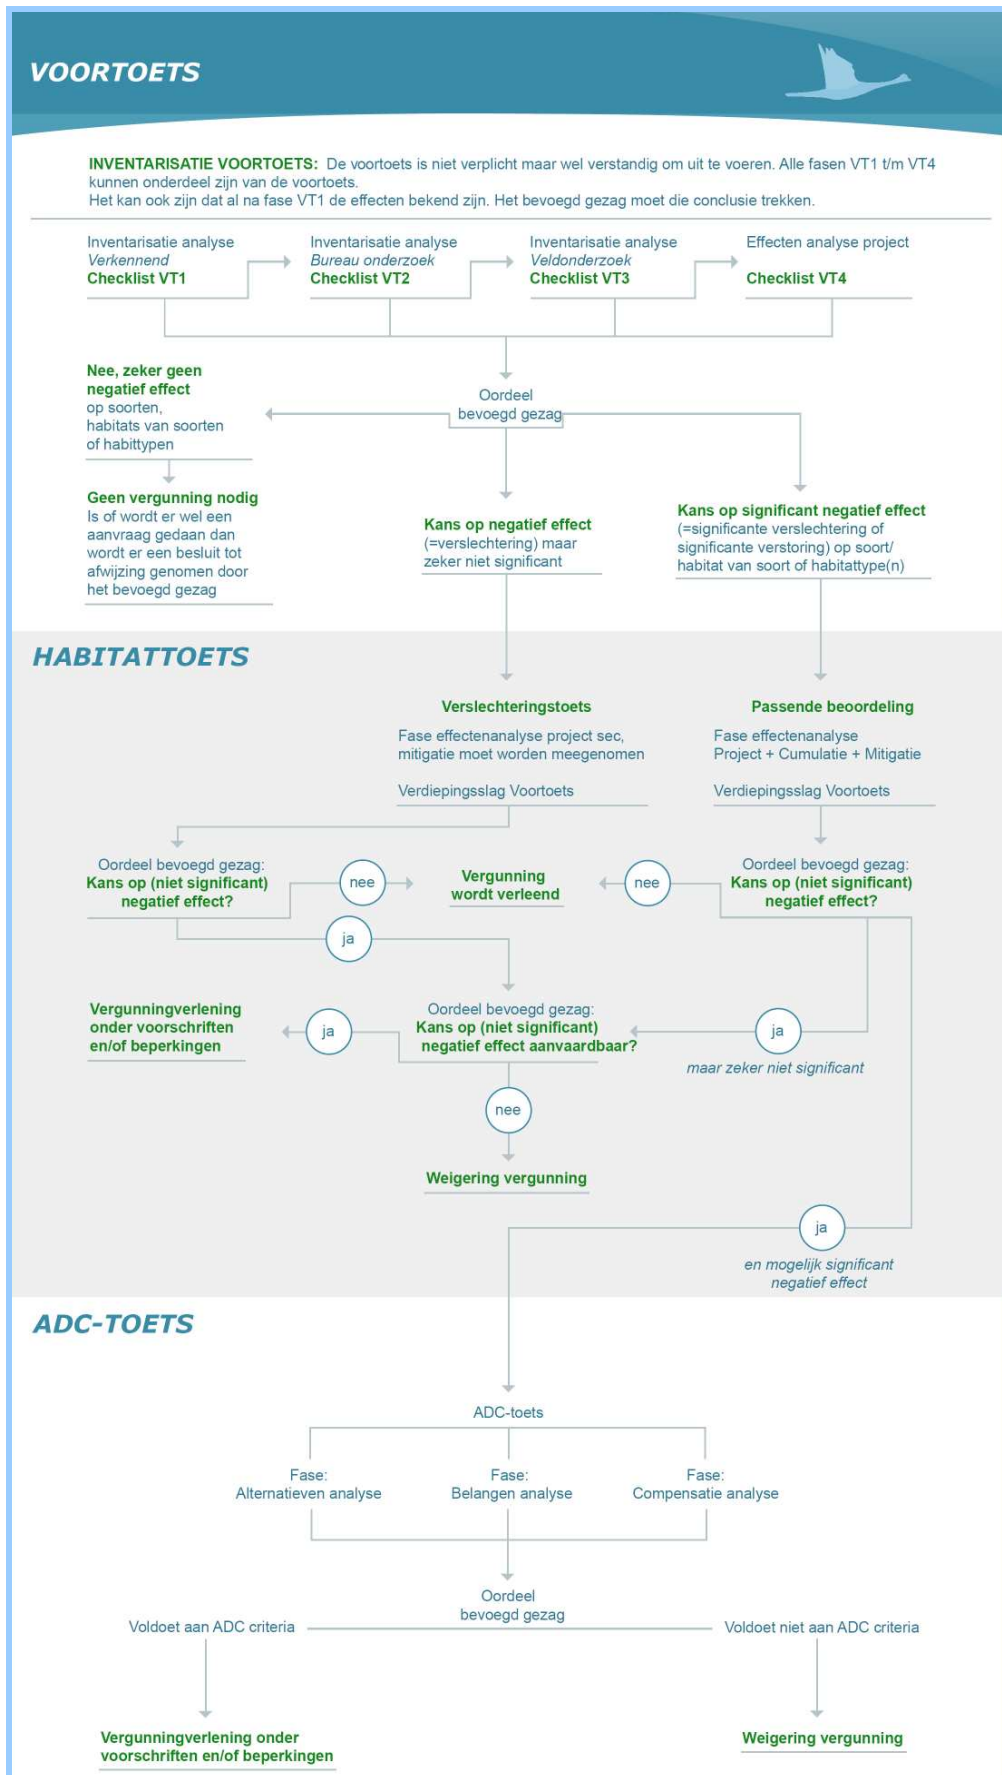 VOORTOETS
INVENTARISATIE VOORTOETS: De voortoets is niet verplicht maar wel verstandig om uit te voeren. Alle fasen VT1 t/m VT4
kunnen onderdeel zijn van de voortoets.
Het kan ook zijn dat al na fase VT1 de effecten bekend zijn. Het bevoegd gezag moet die conclusie trekken.
Inventarisatie analyse
Verkennend
Checklist VT1
Inventarisatie analyse
Bureau onderzoek
Checklist VT2
Inventarisatie analyse
Veldonderzoek
Checklist VT3
Effecten analyse project
Checklist VT4
Oordeel
bevoegd gezag
Nee, zeker geen
negatief effect
op soorten,
habitats van soorten
of habittypen
Geen vergunning nodig
Is of wordt er wel een
aanvraag gedaan dan
wordt er een besluit tot
afwijzing genomen door
het bevoegd gezag
Kans op negatief effect
(=verslechtering) maar
zeker niet significant
Kans op significant negatief effect
(=significante verslechtering of
significante verstoring) op soort/
habitat van soort of habitattype(n)
HABITATTOETS
Verslechteringstoets
Fase effectenanalyse project sec,
mitigatie moet worden meegenomen
Verdiepingsslag Voortoets
Passende beoordeling
Fase effectenanalyse
Project + Cumulatie + Mitigatie
Verdiepingsslag Voortoets
Oordeel bevoegd gezag:
Kans op (niet significant)
negatief effect?
nee
Vergunning
wordt verleend
nee
Oordeel bevoegd gezag:
Kans op (niet significant)
negatief effect?
ja
Vergunningverlening
onder voorschriften
en/of beperkingen
ja
Oordeel bevoegd gezag:
Kans op (niet significant)
negatief effect aanvaardbaar?
ja
maar zeker niet significant
nee
Weigering vergunning
ja
en mogelijk significant
negatief effect
ADC-TOETS
ADC-toets
Fase:
Alternatieven analyse
Fase:
Belangen analyse
Fase:
Compensatie analyse
Oordeel
bevoegd gezag
Voldoet aan ADC criteria
Voldoet niet aan ADC criteria
Vergunningverlening onder
voorschriften en/of beperkingen
Weigering vergunning